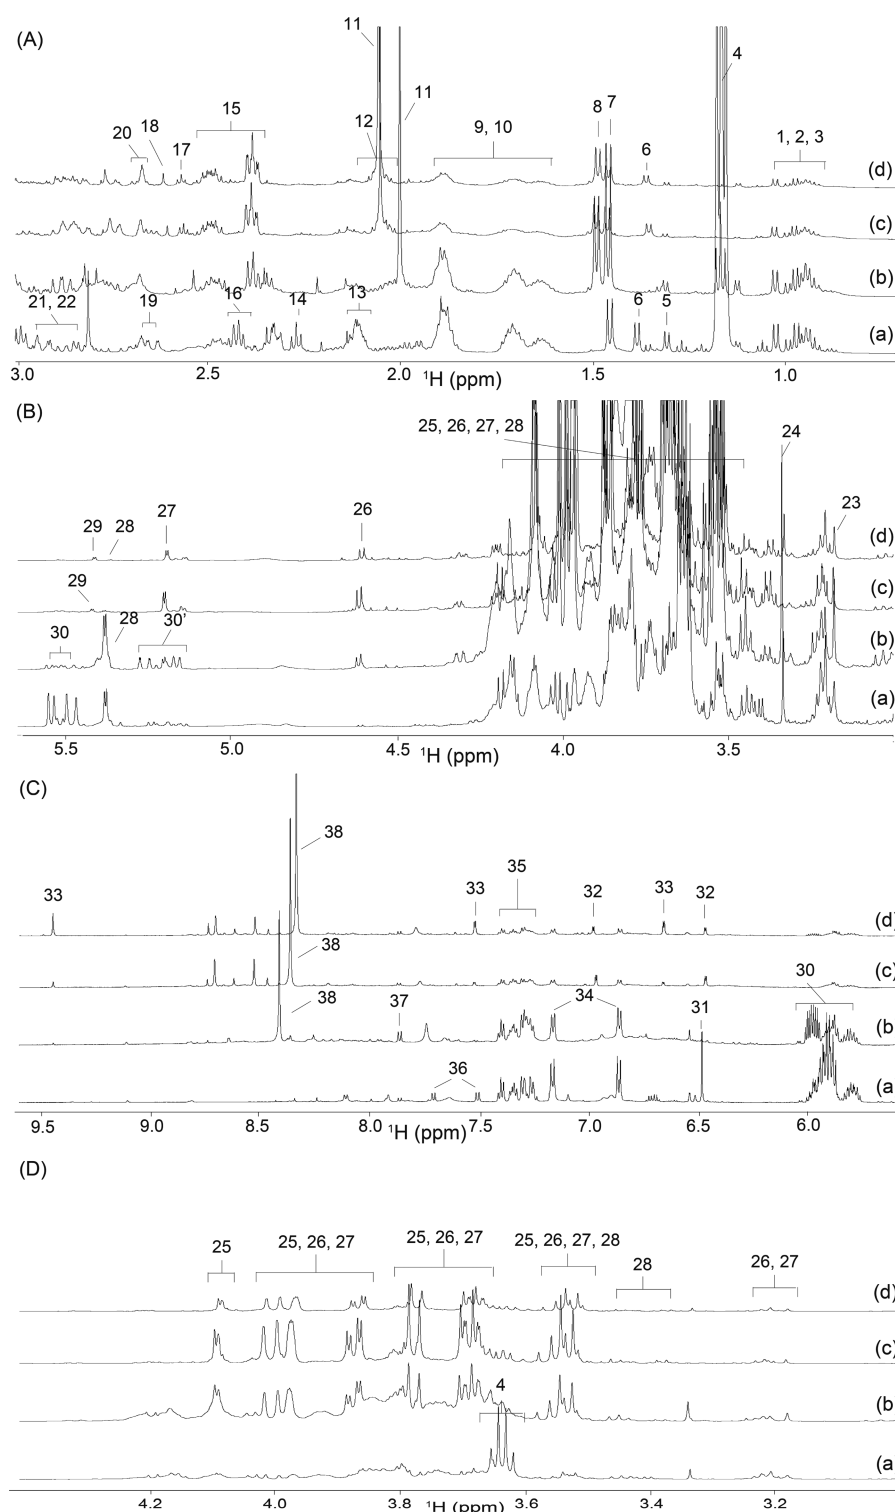 (A)
11
4
11
15
8 7
12
9, 10
18
20
6
17
1, 2, 3
(d)
(c)
(b)
21, 22
19
16
14
13
6
5
(a)
3.0 2.5 2.0 1.5 1.0
¹H (ppm)
(B)
25, 26, 27, 28
24
27
26
23
29
28
(d)
29
(c)
30
28
30'
(b)
(a)
5.5 5.0 4.5 4.0 3.5
¹H (ppm)
(C)
38
35
33
33
32
33
32
(d
38
(c)
30
38
37
34
31
(b
36
(a
9.5 9.0 8.5 8.0 7.5 7.0 6.5 6.0
¹H (ppm)
(D)
25
25, 26, 27
25, 26, 27
25, 26, 27, 28
28
26, 27
(d)
(c)
4
(b
(a
4.2 4.0 3.8 3.6 3.4 3.2
¹H (ppm)